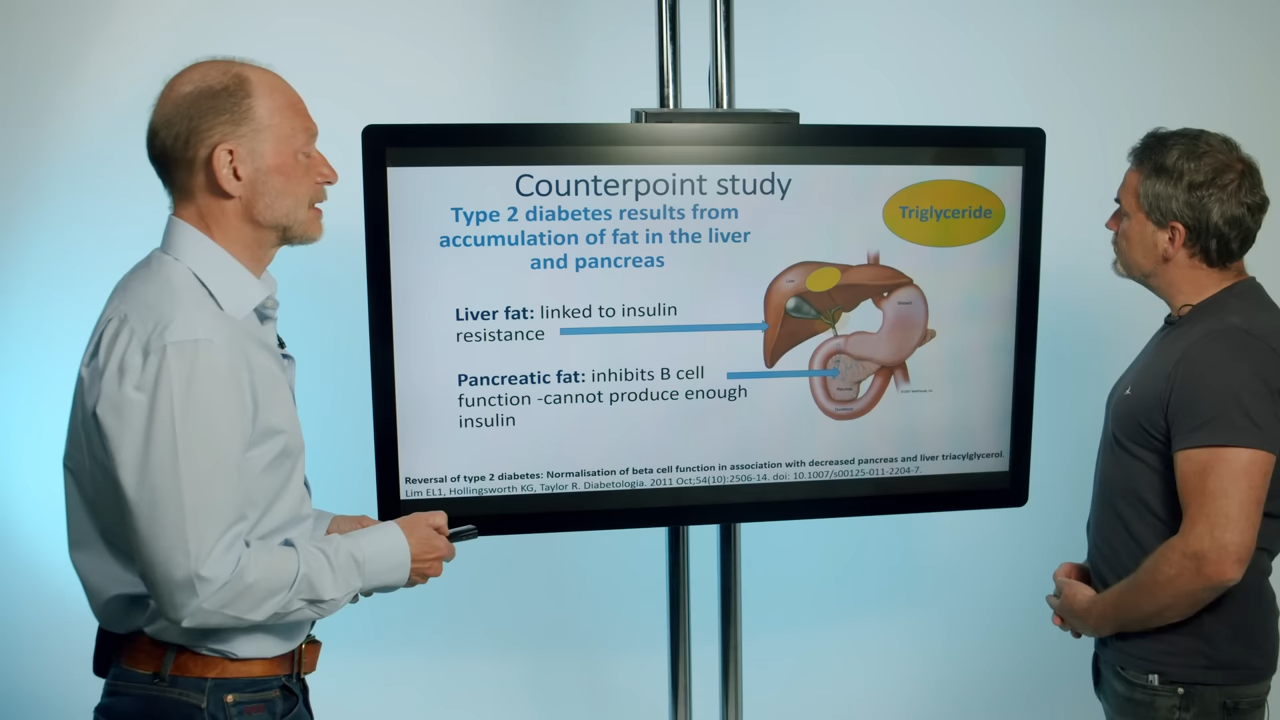 Counterpoint study
Type 2 diabetes results from
accumulation of fat in the liver
and pancreas
Triglyceride
Liver fat: linked to insulin
resistance
Pancreatic fat: inhibits B cell
function -cannot produce enough
insulin
Reversal of type 2 diabetes: Normalisation of beta cell function in association with decreased pancreas and liver triacylglycerol.
Lim EL1, Hollingsworth KG, Taylor R. Diabetologia. 2011 Oct;54(10):2506-14. doi: 10.1007/s00125-011-2204-7.